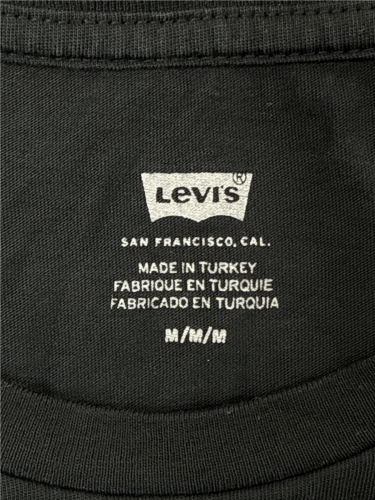 LEVI'S®
SAN FRANCISCO, CAL.
MADE IN TURKEY
FABRIQUE EN TURQUIE
FABRICADO EN TURQUIA
M/M/M